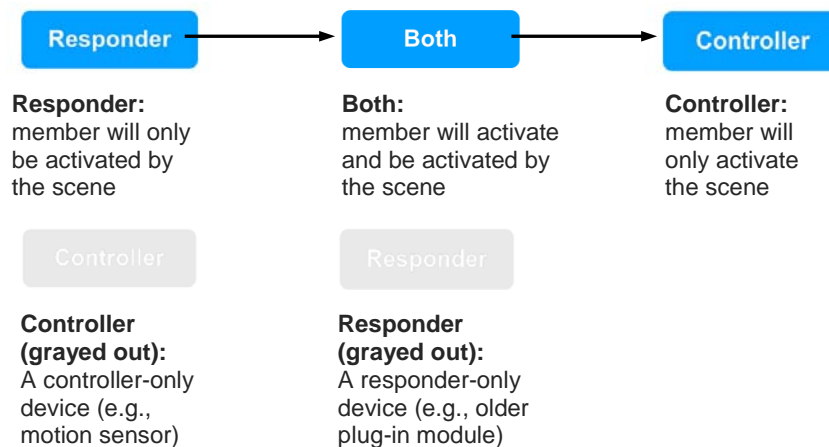 Responder
Both
Controller
Responder:
member will only
be activated by
the scene
Both:
member will activate
and be activated by
the scene
Controller:
member will
only activate
the scene
Controller
Responder
Controller
(grayed out):
A controller-only
device (e.g.,
motion sensor)
Responder
(grayed out):
A responder-only
device (e.g., older
plug-in module)